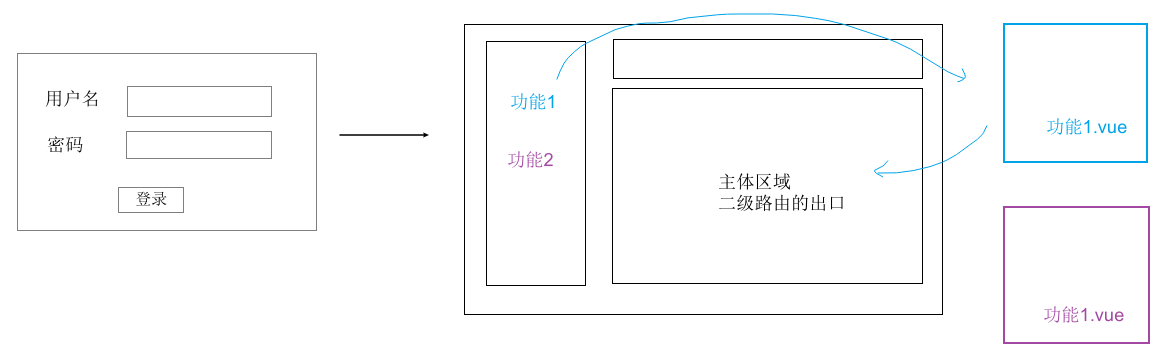 用户名
密码
登录
功能1
功能2
主体区域
二级路由的出口
功能1.vue
功能1.vue